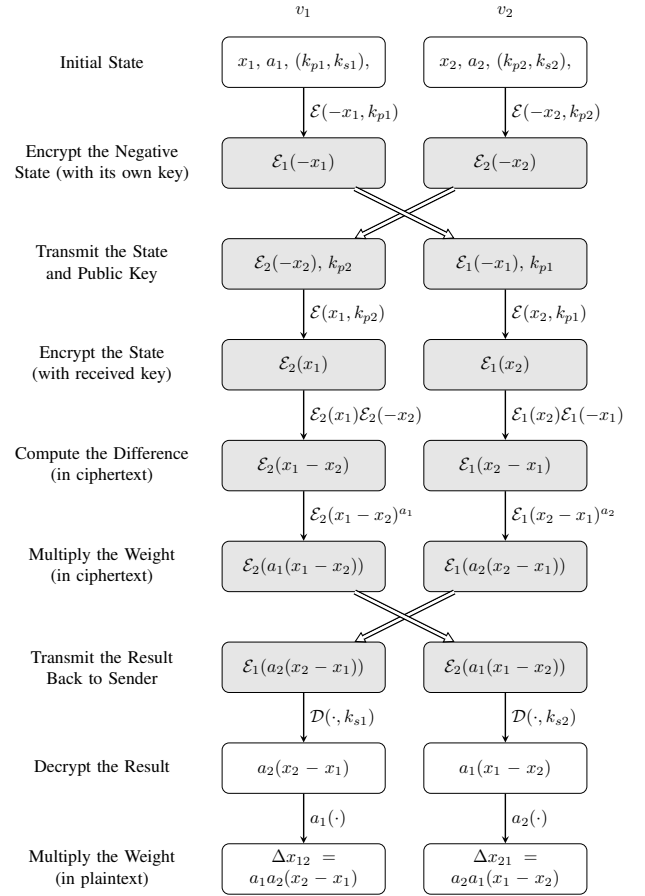 v₁ v₂
Initial State
x₁, a₁, (kₚ₁, kₛ₁),
x₂, a₂, (kₚ₂, kₛ₂),
ℰ(−x₁, kₚ₁)
ℰ(−x₂, kₚ₂)
Encrypt the Negative
State (with its own key)
ℰ₁(−x₁)
ℰ₂(−x₂)
Transmit the State
and Public Key
ℰ₂(−x₂), kₚ₂
ℰ₁(−x₁), kₚ₁
ℰ(x₁, kₚ₂)
ℰ(x₂, kₚ₁)
Encrypt the State
(with received key)
ℰ₂(x₁)
ℰ₁(x₂)
ℰ₂(x₁)ℰ₂(−x₂)
ℰ₁(x₂)ℰ₁(−x₁)
Compute the Difference
(in ciphertext)
ℰ₂(x₁ − x₂)
ℰ₁(x₂ − x₁)
ℰ₂(x₁ − x₂)^{a₁}
ℰ₁(x₂ − x₁)^{a₂}
Multiply the Weight
(in ciphertext)
ℰ₂(a₁(x₁ − x₂))
ℰ₁(a₂(x₂ − x₁))
Transmit the Result
Back to Sender
ℰ₁(a₂(x₂ − x₁))
ℰ₂(a₁(x₁ − x₂))
𝒟(·, kₛ₁)
𝒟(·, kₛ₂)
Decrypt the Result
a₂(x₂ − x₁)
a₁(x₁ − x₂)
a₁(·)
a₂(·)
Multiply the Weight
(in plaintext)
Δx₁₂ =
a₁a₂(x₂ − x₁)
Δx₂₁ =
a₂a₁(x₁ − x₂)